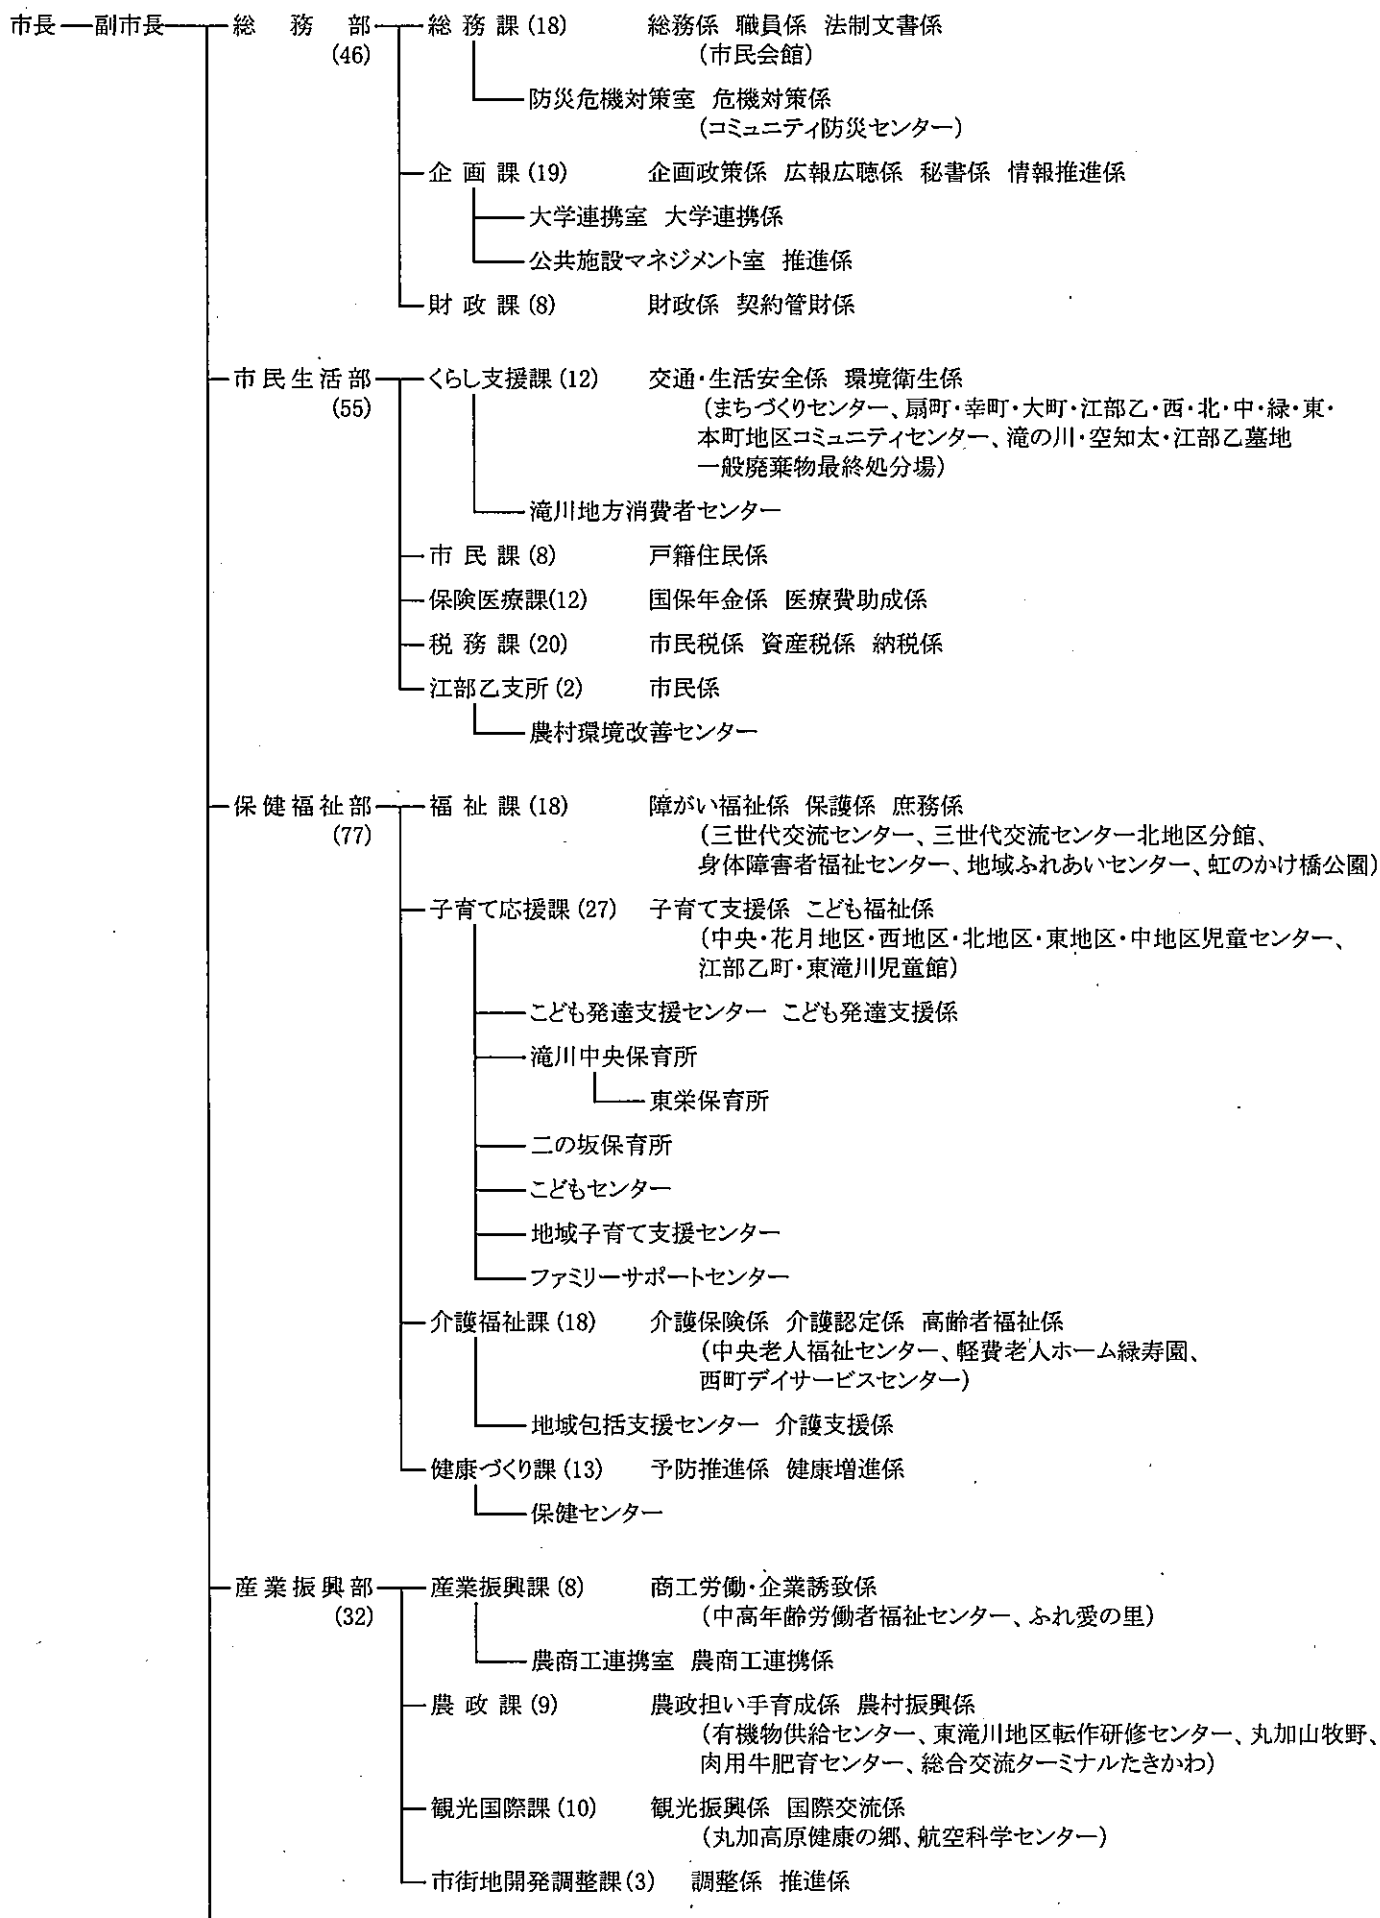 市長 副市長 総務部 総務課(18) 総務係 職員係 法制文書係
(46) (市民会館)
防災危機対策室 危機対策係
(コミュニティ防災センター)
企画課(19) 企画政策係 広報広聴係 秘書係 情報推進係
大学連携室 大学連携係
公共施設マネジメント室 推進係
財政課(8) 財政係 契約管財係
市民生活部 くらし支援課(12) 交通・生活安全係 環境衛生係
(55) (まちづくりセンター、扇町・幸町・大町・江部乙・西・北・中・緑・東・
本町地区コミュニティセンター、滝の川・空知太・江部乙墓地
一般廃棄物最終処分場)
滝川地方消費者センター
市民課(8) 戸籍住民係
保険医療課(12) 国保年金係 医療費助成係
税務課(20) 市民税係 資産税係 納税係
江部乙支所(2) 市民係
農村環境改善センター
保健福祉部 福祉課(18) 障がい福祉係 保護係 庶務係
(77) (三世代交流センター、三世代交流センター北地区分館、
身体障害者福祉センター、地域ふれあいセンター、虹のかけ橋公園)
子育て応援課(27) 子育て支援係 こども福祉係
(中央・花月地区・西地区・北地区・東地区・中地区児童センター、
江部乙町・東滝川児童館)
こども発達支援センター こども発達支援係
滝川中央保育所
東栄保育所
二の坂保育所
こどもセンター
地域子育て支援センター
ファミリーサポートセンター
介護福祉課(18) 介護保険係 介護認定係 高齢者福祉係
(中央老人福祉センター、軽費老人ホーム緑寿園、
西町デイサービスセンター)
地域包括支援センター 介護支援係
健康づくり課(13) 予防推進係 健康増進係
保健センター
産業振興部 産業振興課(8) 商工労働・企業誘致係
(32) (中高年齢労働者福祉センター、ふれ愛の里)
農商工連携室 農商工連携係
農政課(9) 農政担い手育成係 農村振興係
(有機物供給センター、東滝川地区転作研修センター、丸加山牧野、
肉用牛肥育センター、総合交流ターミナルたきかわ)
観光国際課(10) 観光振興係 国際交流係
(丸加高原健康の郷、航空科学センター)
市街地開発調整課(3) 調整係 推進係